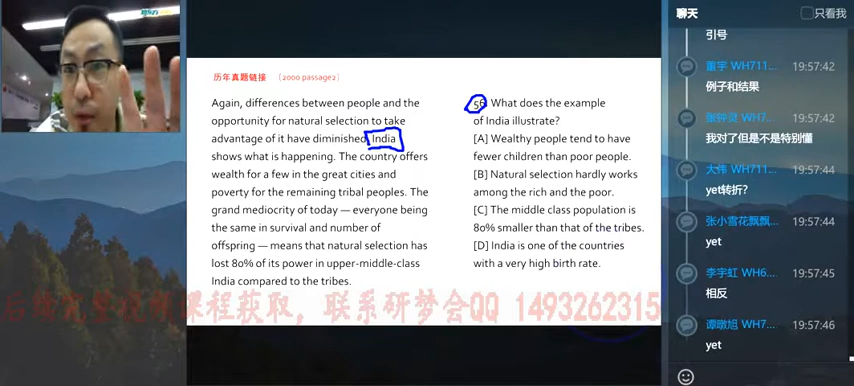 历年真题链接 [2000 passage2]
Again, differences between people and the
opportunity for natural selection to take
advantage of it have diminished. India
shows what is happening. The country offers
wealth for a few in the great cities and
poverty for the remaining tribal peoples. The
grand mediocrity of today — everyone being
the same in survival and number of
offspring — means that natural selection has
lost 80% of its power in upper-middle-class
India compared to the tribes.
56. What does the example
of India illustrate?
[A] Wealthy people tend to have
fewer children than poor people.
[B] Natural selection hardly works
among the rich and the poor.
[C] The middle class population is
80% smaller than that of the tribes.
[D] India is one of the countries
with a very high birth rate.
后续完整视频课程获取，联系研梦会QQ 1493262315
聊天
只看我
引号
董宇 WH711...
19:57:42
例子和结果
WH711...
19:57:42
我对了但是不是特别懂
大伟 WH711...
19:57:44
yet转折?
张小雪花飘飘...
19:57:44
yet
李宇虹 WH6...
19:57:45
相反
谭暾旭 WH7...
19:57:46
yet